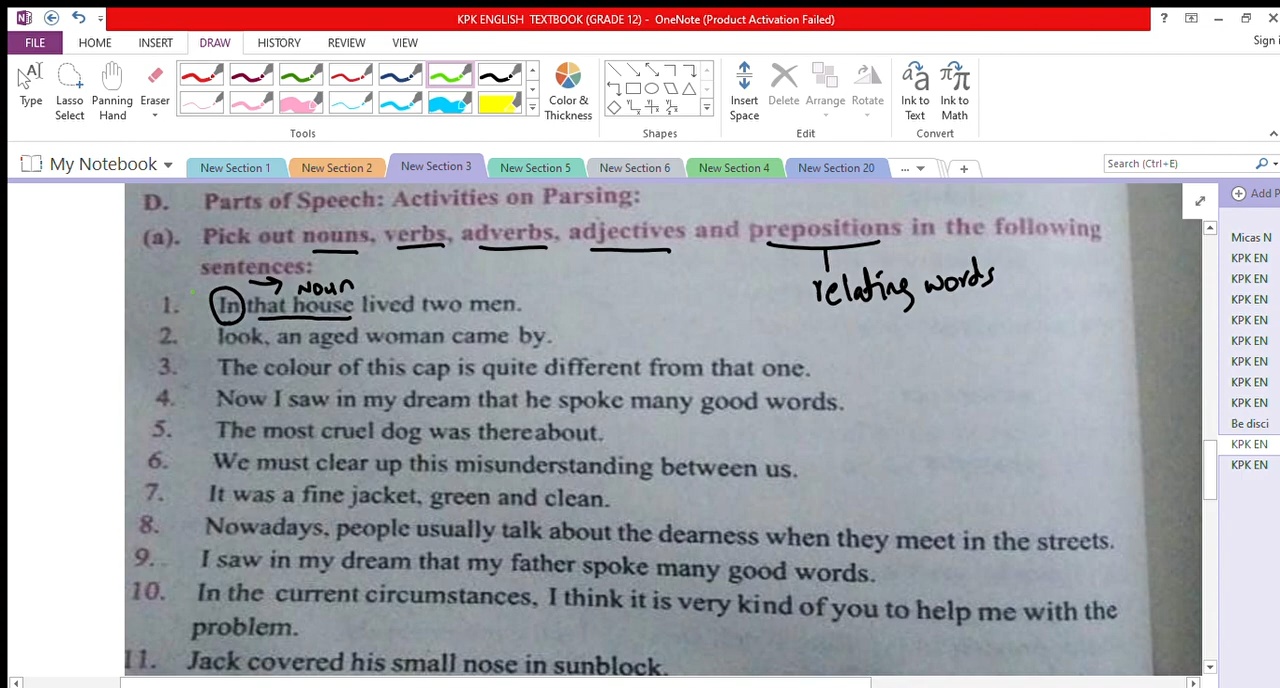 KPK ENGLISH TEXTBOOK (GRADE 12) - OneNote (Product Activation Failed)
FILE HOME INSERT DRAW HISTORY REVIEW VIEW
Sign i
Type Lasso Select Panning Hand Eraser Color & Thickness Insert Space Delete Arrange Rotate Ink to Text Ink to Math
Tools Shapes Edit Convert
My Notebook New Section 1 New Section 2 New Section 3 New Section 5 New Section 6 New Section 4 New Section 20 ... Search (Ctrl+E)
Add P
D. Parts of Speech: Activities on Parsing:
(a). Pick out nouns, verbs, adverbs, adjectives and prepositions in the following
sentences:
Noun
relating words
1. In that house lived two men.
2. look, an aged woman came by.
3. The colour of this cap is quite different from that one.
4. Now I saw in my dream that he spoke many good words.
5. The most cruel dog was thereabout.
6. We must clear up this misunderstanding between us.
7. It was a fine jacket, green and clean.
8. Nowadays, people usually talk about the dearness when they meet in the streets.
9. I saw in my dream that my father spoke many good words.
10. In the current circumstances, I think it is very kind of you to help me with the
problem.
11. Jack covered his small nose in sunblock.
Micas N
KPK EN
KPK EN
KPK EN
KPK EN
KPK EN
KPK EN
KPK EN
KPK EN
Be disci
KPK EN
KPK EN